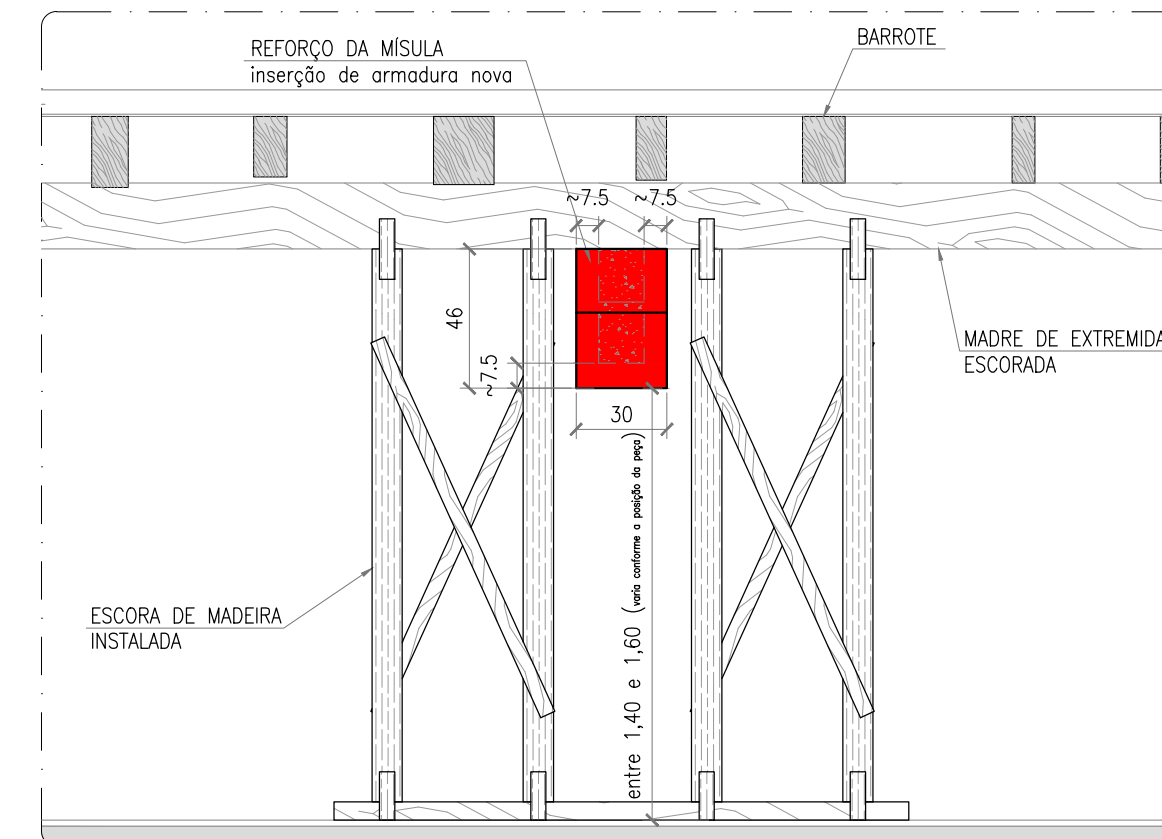 BARROTE
REFORÇO DA MÍSULA
inserção de armadura nova
~7.5
~7.5
46
~7.5
30
MADRE DE EXTREMIDA
ESCORADA
entre 1,40 e 1,60 (varia conforme a posição da peça)
ESCORA DE MADEIRA
INSTALADA